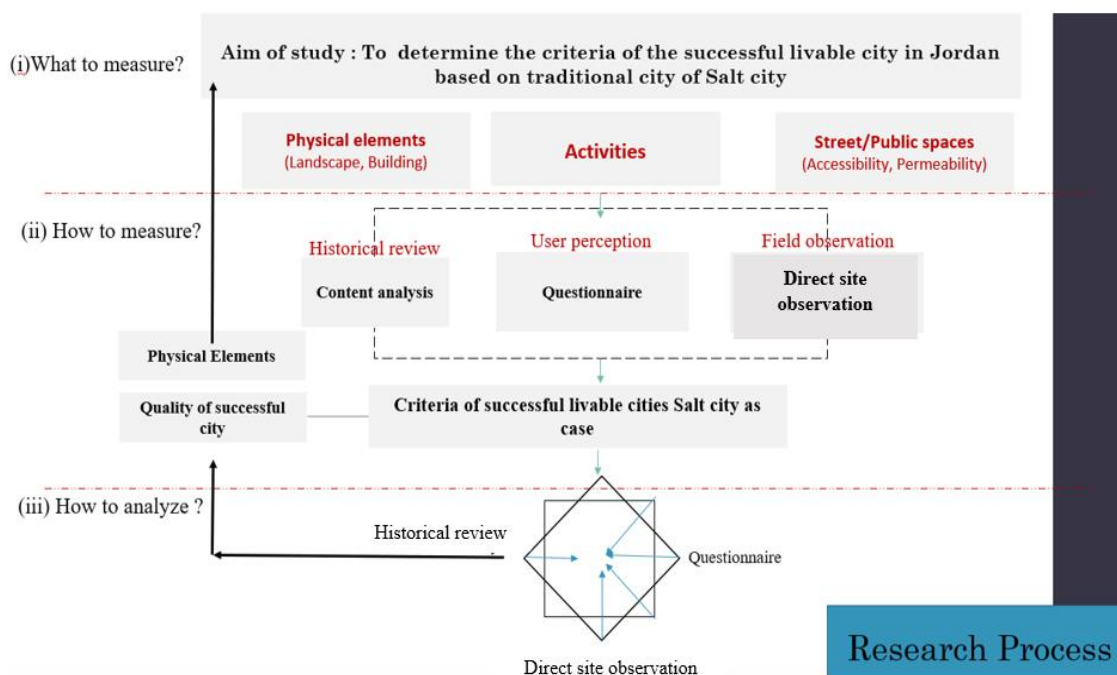 (i)What to measure?
Aim of study : To determine the criteria of the successful livable city in Jordan
based on traditional city of Salt city
Physical elements
(Landscape, Building)
Activities
Street/Public spaces
(Accessibility, Permeability)
(ii) How to measure?
Historical review
User perception
Field observation
Content analysis
Questionnaire
Direct site
observation
Physical Elements
Quality of successful
city
Criteria of successful livable cities Salt city as
case
(iii) How to analyze ?
Historical review
Questionnaire
Direct site observation
Research Process